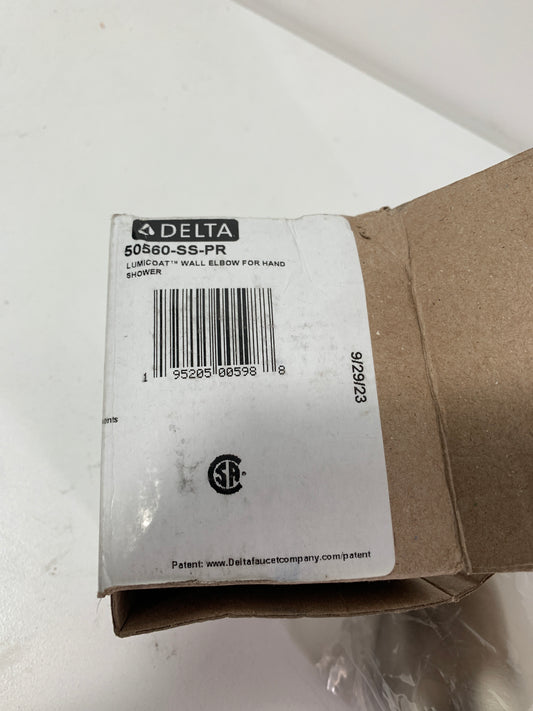 DELTA
50560-SS-PR
LUMICOAT™ WALL ELBOW FOR HAND
SHOWER
1 95205 00598 8
9/29/23
ents
CSA
Patent: www.Deltafaucetcompany.com/patent